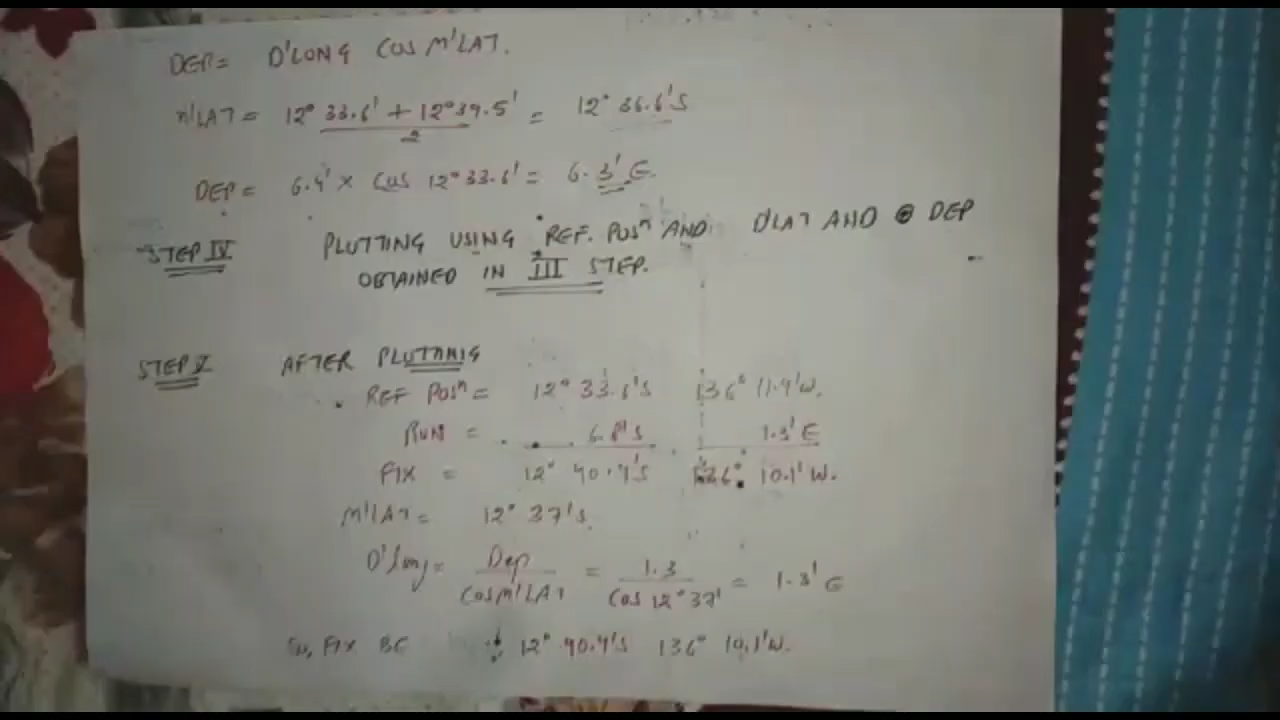 DEP = D'LONG COS M'LAT.
M'LAT = 12° 33.6' + 12° 39.5' / 2 = 12° 36.6'S
DEP = 6.4' × COS 12° 33.6' = 6.3' E.
STEP IV PLOTTING USING REF. POSⁿ AND D'LAT AND DEP
OBTAINED IN III STEP.
STEP V AFTER PLOTTING
REF POSⁿ = 12° 33.6'S 136° 11.4'W.
RUN = 6.8'S 1.3'E
FIX = 12° 40.4'S 136° 10.1'W.
M'LAT = 12° 37'S.
D'long = Dep / COS M'LAT = 1.3 / COS 12° 37' = 1.3' E
FIX BE 12° 40.4'S 136° 10.1'W.